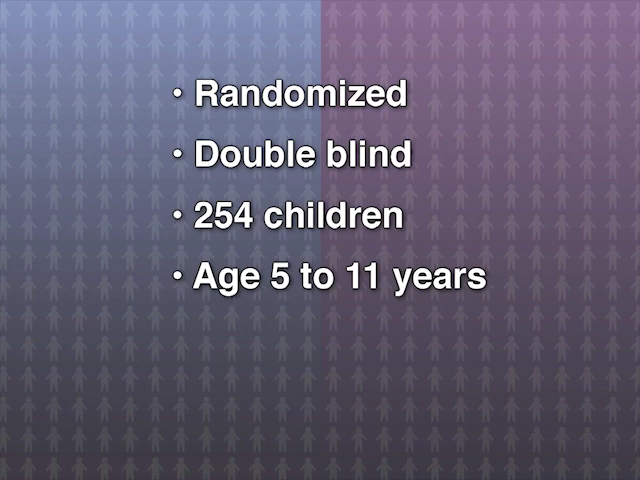 • Randomized
• Double blind
• 254 children
• Age 5 to 11 years